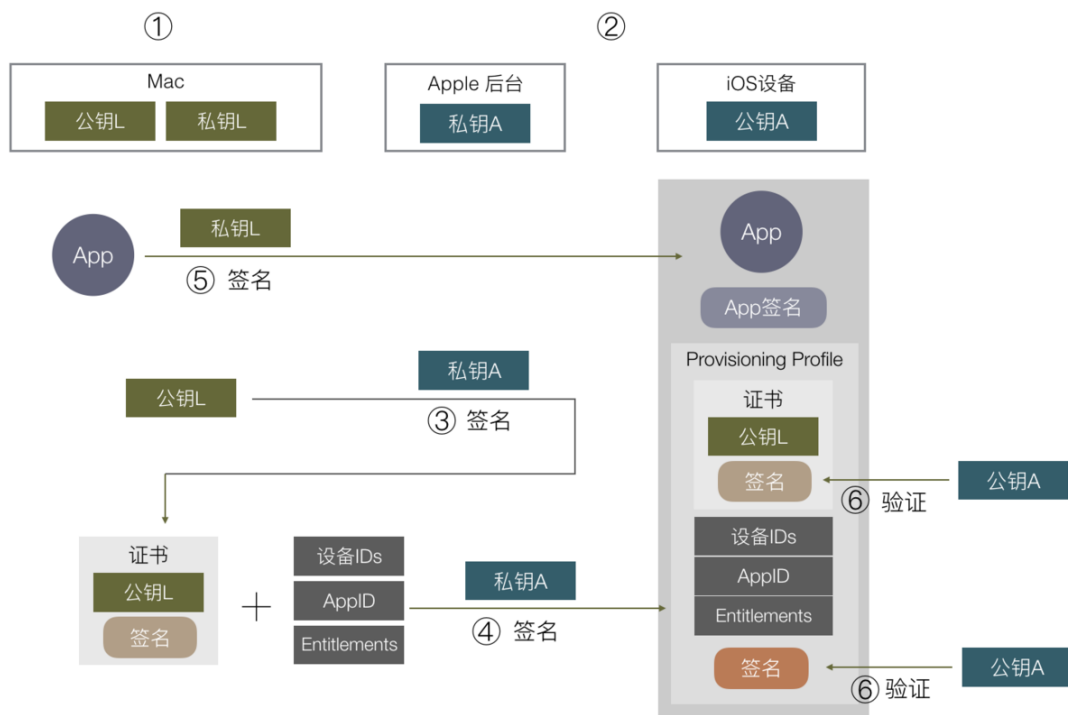 ①
②
Mac
公钥L
私钥L
Apple 后台
私钥A
iOS设备
公钥A
App
私钥L
⑤ 签名
App
App签名
公钥L
私钥A
③ 签名
Provisioning Profile
证书
公钥L
签名
⑥ 验证
公钥A
证书
公钥L
签名
+
设备IDs
AppID
Entitlements
私钥A
④ 签名
设备IDs
AppID
Entitlements
签名
⑥ 验证
公钥A